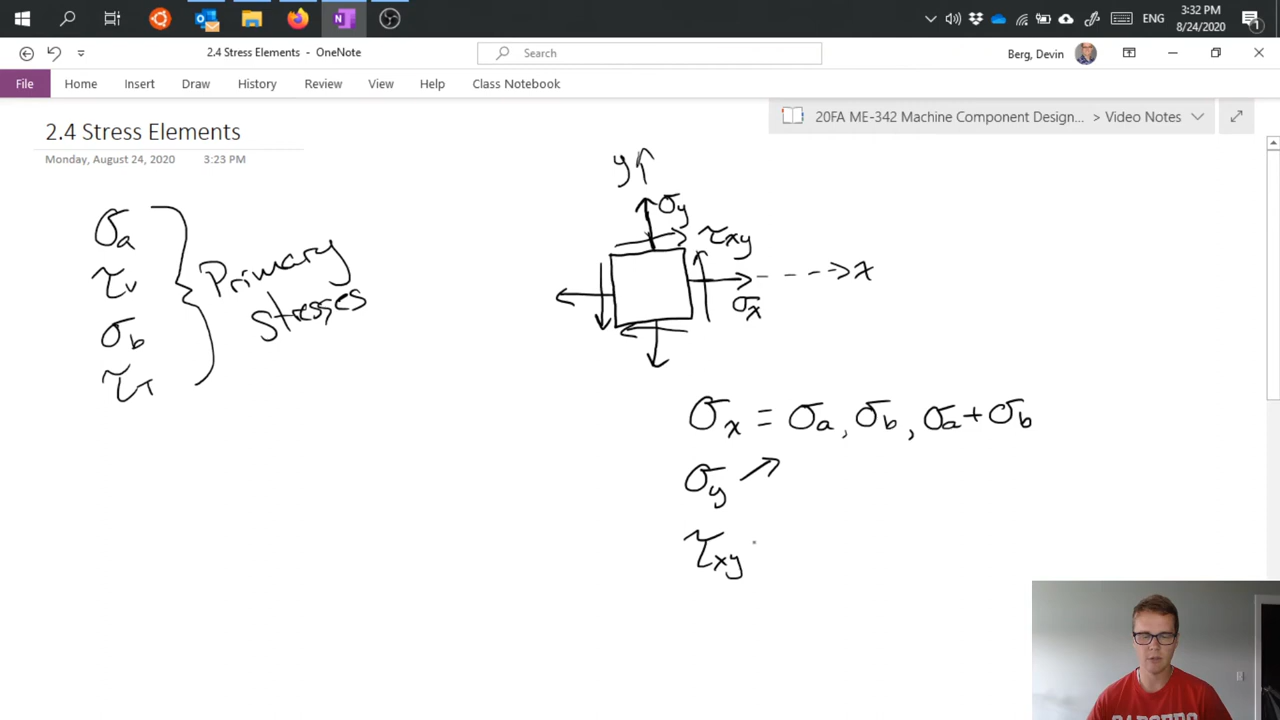 3:32 PM
ENG
8/24/2020
2.4 Stress Elements - OneNote
Search
Berg, Devin
File Home Insert Draw History Review View Help Class Notebook
20FA ME-342 Machine Component Design... > Video Notes
2.4 Stress Elements
Monday, August 24, 2020 3:23 PM
σa
τv
σb
τT
Primary
stresses
y
σy
τxy
x
σx
σx = σa, σb, σa+σb
σy
τxy